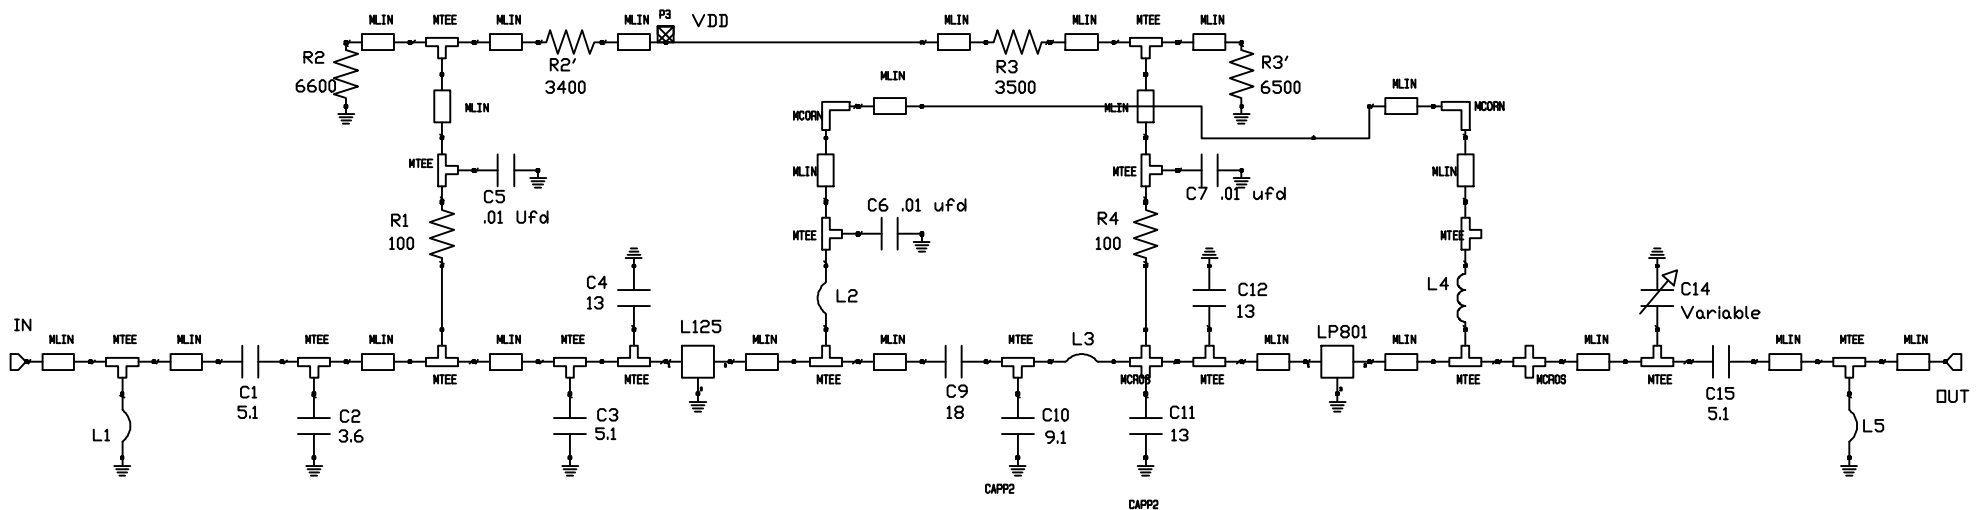 MLIN MTEE MLIN MLIN P3 VDD MLIN MLIN MTEE MLIN
R2
6600
R2'
3400
R3
3500
R3'
6500
MLIN
MLIN
MLIN
MCORN
MLIN
MCORN
MLIN
MTEE
C5
.01 Ufd
MLIN
MTEE
C7 .01 ufd
MLIN
R1
100
C6 .01 ufd
MTEE
R4
100
MTEE
C4
13
L2
C12
13
L4
C14
Variable
IN
MLIN MTEE MLIN MTEE MLIN MLIN MTEE L125 MLIN MLIN MTEE L3 MLIN LP801 MLIN MLIN MLIN MTEE MLIN
MTEE MTEE MTEE MCROS MTEE MTEE MCROS MTEE
C1
5.1
C9
18
C15
5.1
OUT
L1
C2
3.6
C3
5.1
C10
9.1
C11
13
L5
CAPP2
CAPP2